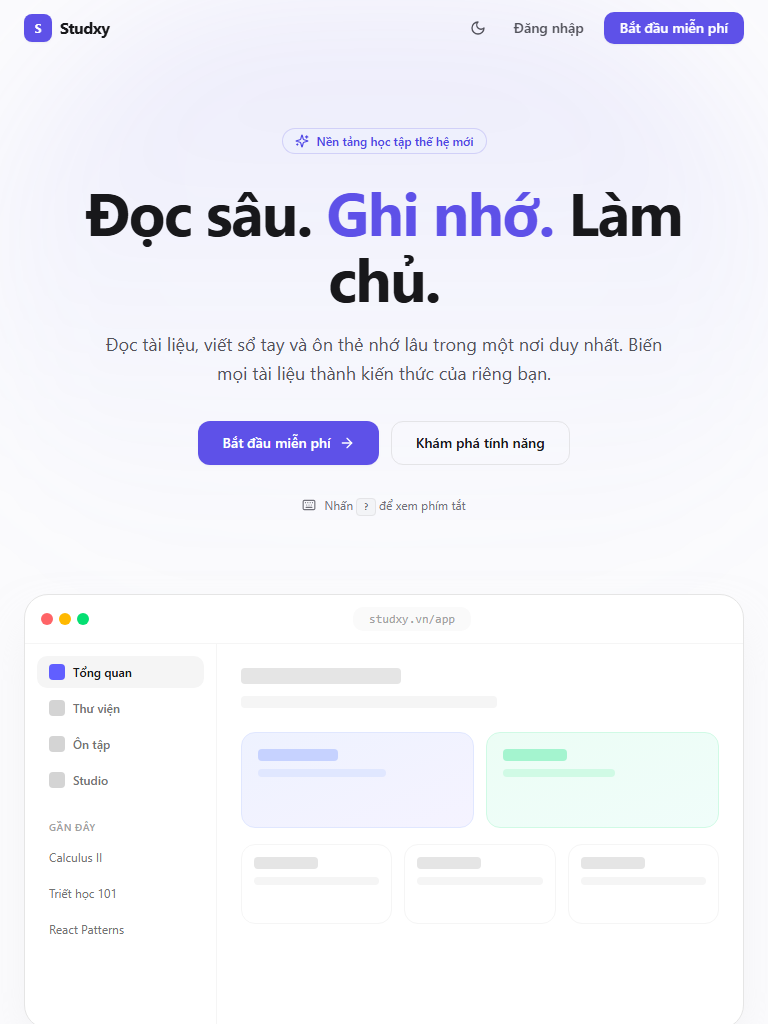 S Studxy
Đăng nhập
Bắt đầu miễn phí
Nền tảng học tập thế hệ mới
Đọc sâu. Ghi nhớ. Làm
chủ.
Đọc tài liệu, viết sổ tay và ôn thẻ nhớ lâu trong một nơi duy nhất. Biến
mọi tài liệu thành kiến thức của riêng bạn.
Bắt đầu miễn phí
Khám phá tính năng
Nhấn ? để xem phím tắt
studxy.vn/app
Tổng quan
Thư viện
Ôn tập
Studio
GẦN ĐÂY
Calculus II
Triết học 101
React Patterns